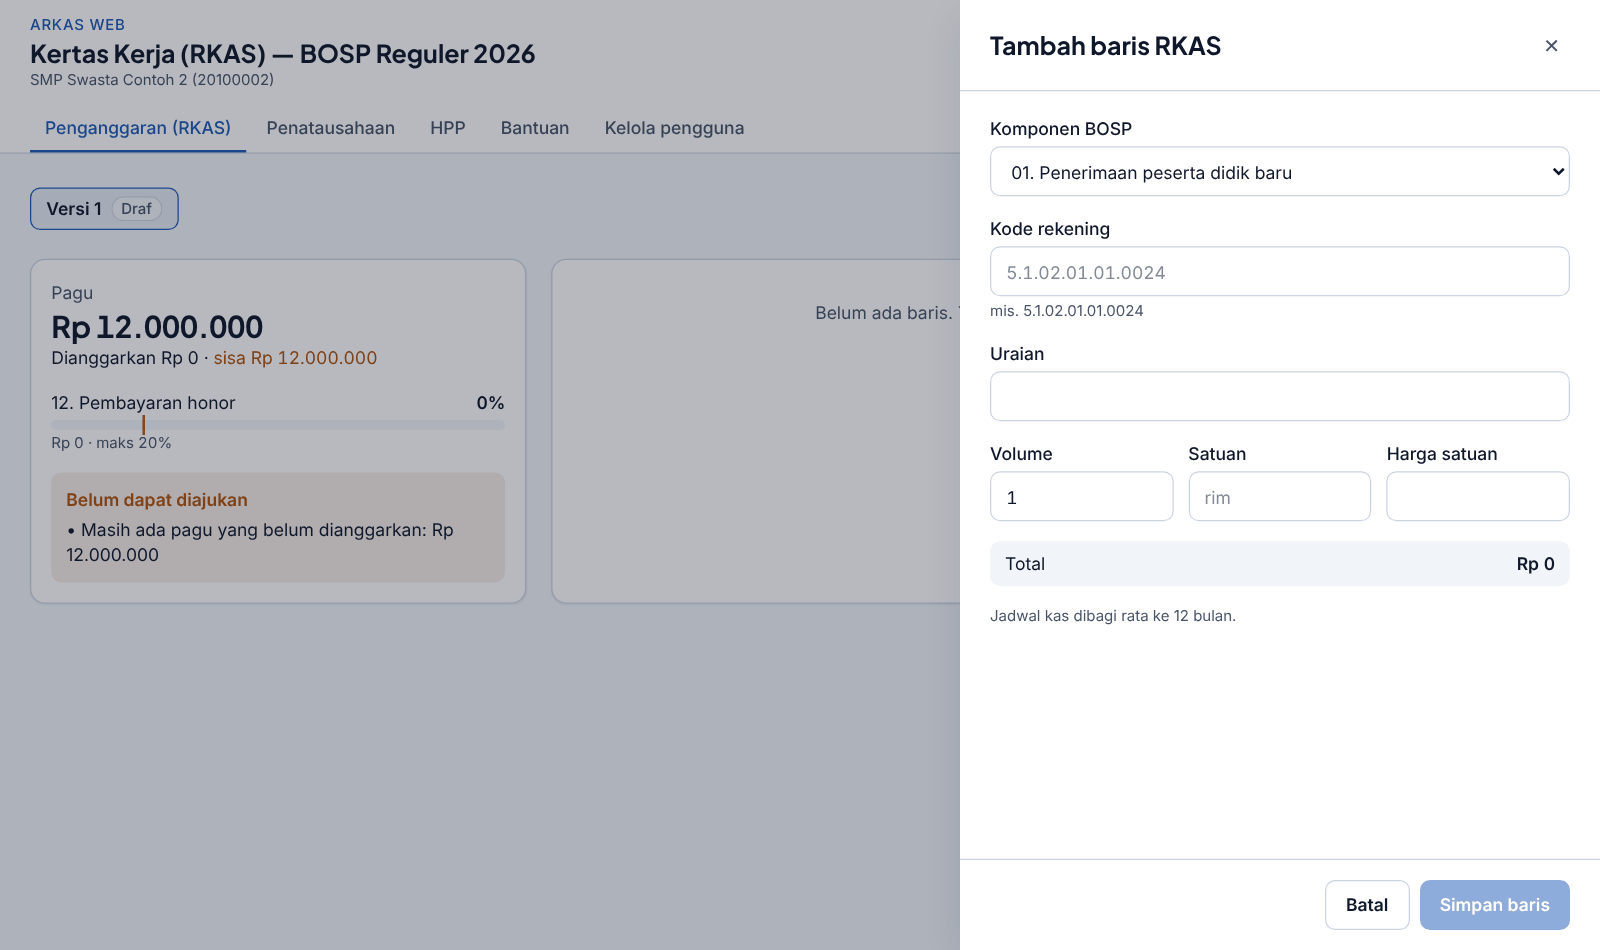 ARKAS WEB
Kertas Kerja (RKAS) — BOSP Reguler 2026
SMP Swasta Contoh 2 (20100002)
Penganggaran (RKAS)
Penatausahaan
HPP
Bantuan
Kelola pengguna
Versi 1
Draf
Pagu
Rp 12.000.000
Dianggarkan Rp 0 · sisa Rp 12.000.000
12. Pembayaran honor
0%
Rp 0 · maks 20%
Belum dapat diajukan
• Masih ada pagu yang belum dianggarkan: Rp
12.000.000
Belum ada baris.
Tambah baris RKAS
×
Komponen BOSP
01. Penerimaan peserta didik baru
Kode rekening
5.1.02.01.01.0024
mis. 5.1.02.01.01.0024
Uraian
Volume
Satuan
Harga satuan
1
rim
Total
Rp 0
Jadwal kas dibagi rata ke 12 bulan.
Batal
Simpan baris